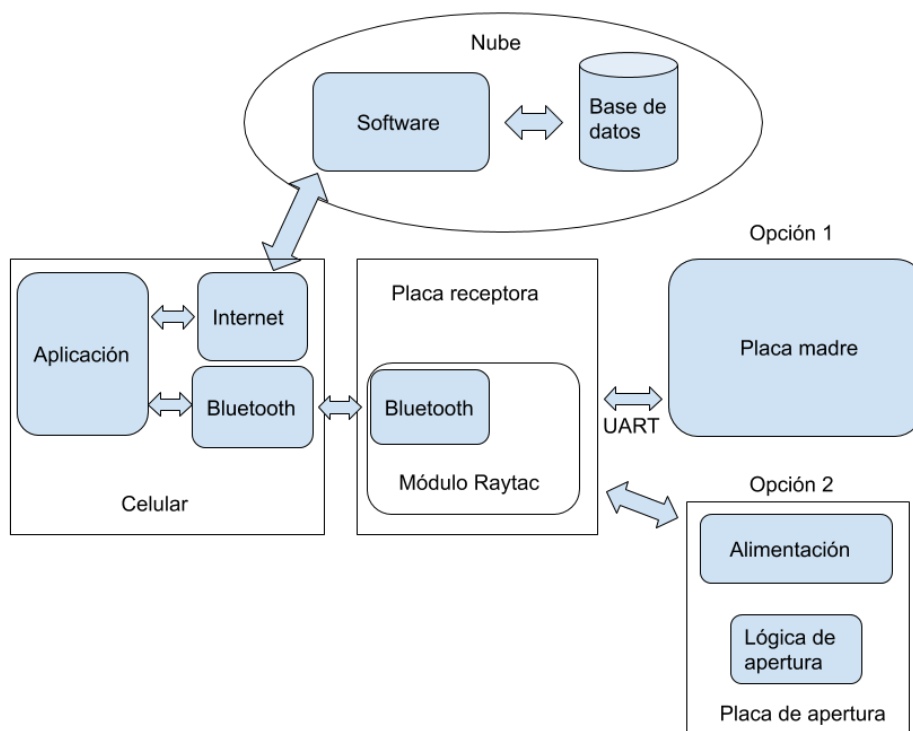 Nube
Software
Base de
datos
Opción 1
Aplicación
Internet
Bluetooth
Celular
Placa receptora
Bluetooth
Módulo Raytac
UART
Placa madre
Opción 2
Alimentación
Lógica de
apertura
Placa de apertura